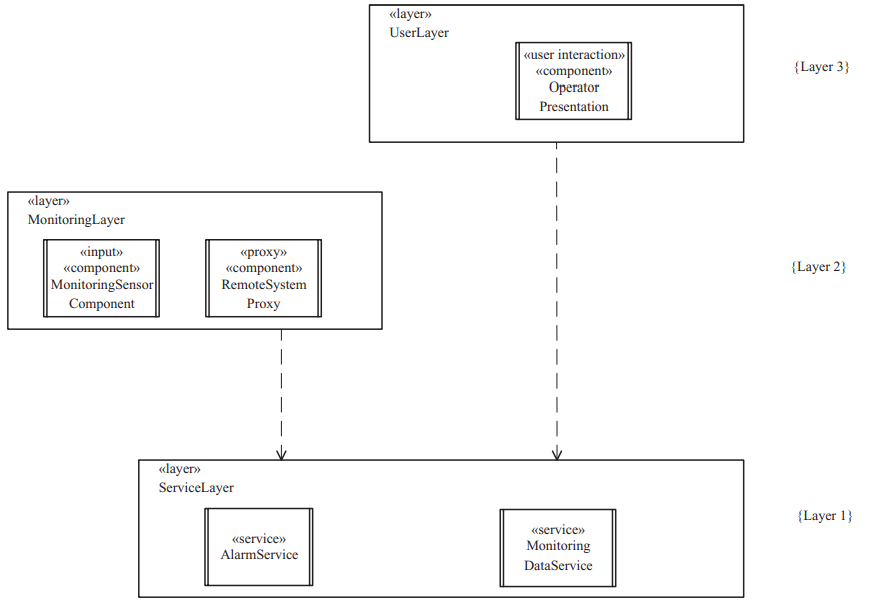 «layer»
UserLayer
«user interaction»
«component»
Operator
Presentation
{Layer 3}
«layer»
MonitoringLayer
«input»
«component»
MonitoringSensor
Component
«proxy»
«component»
RemoteSystem
Proxy
{Layer 2}
«layer»
ServiceLayer
«service»
AlarmService
«service»
Monitoring
DataService
{Layer 1}